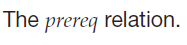 The prereq relation.